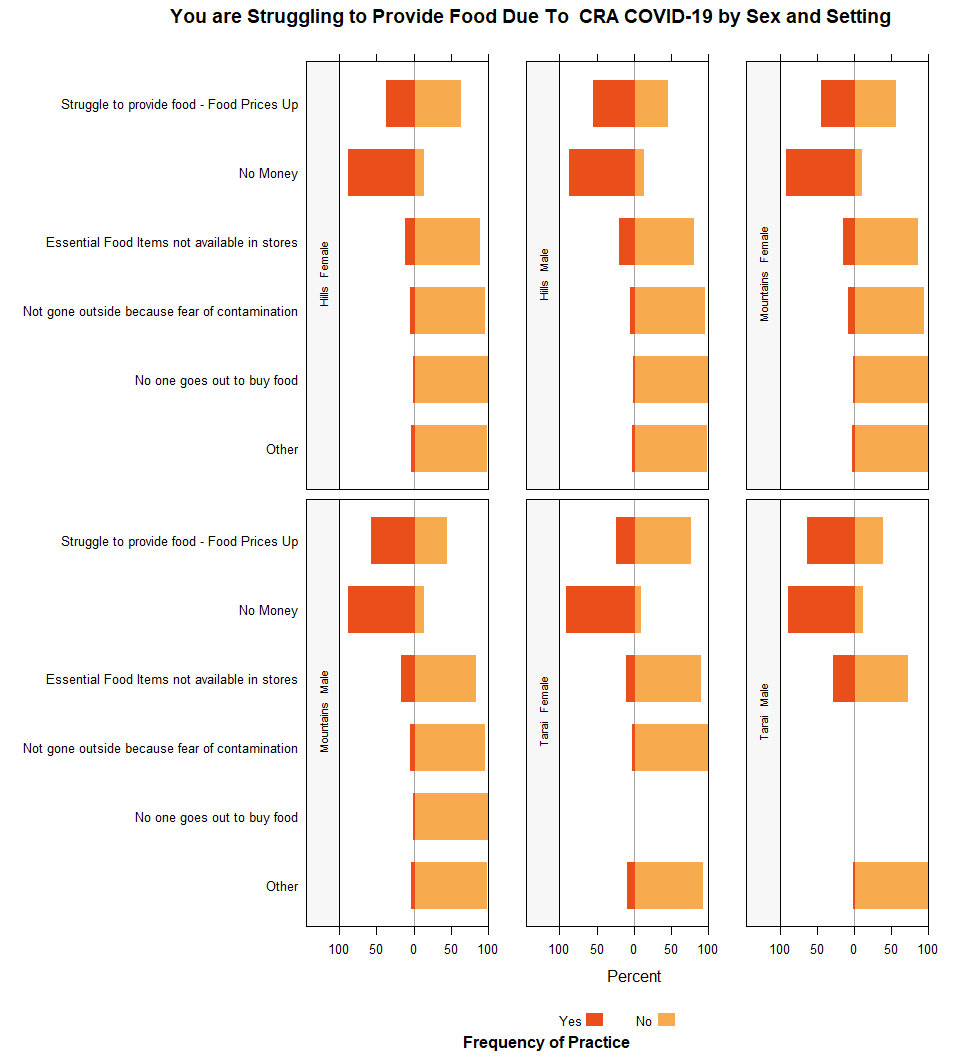 You are Struggling to Provide Food Due To  CRA COVID-19 by Sex and Setting
Struggle to provide food - Food Prices Up
No Money
Essential Food Items not available in stores
Not gone outside because fear of contamination
No one goes out to buy food
Other
Hills  Female
Hills  Male
Mountains  Female
Struggle to provide food - Food Prices Up
No Money
Essential Food Items not available in stores
Not gone outside because fear of contamination
No one goes out to buy food
Other
Mountains  Male
Tarai  Female
Tarai  Male
100 50 0 50 100 100 50 0 50 100 100 50 0 50 100
Percent
Yes No
Frequency of Practice